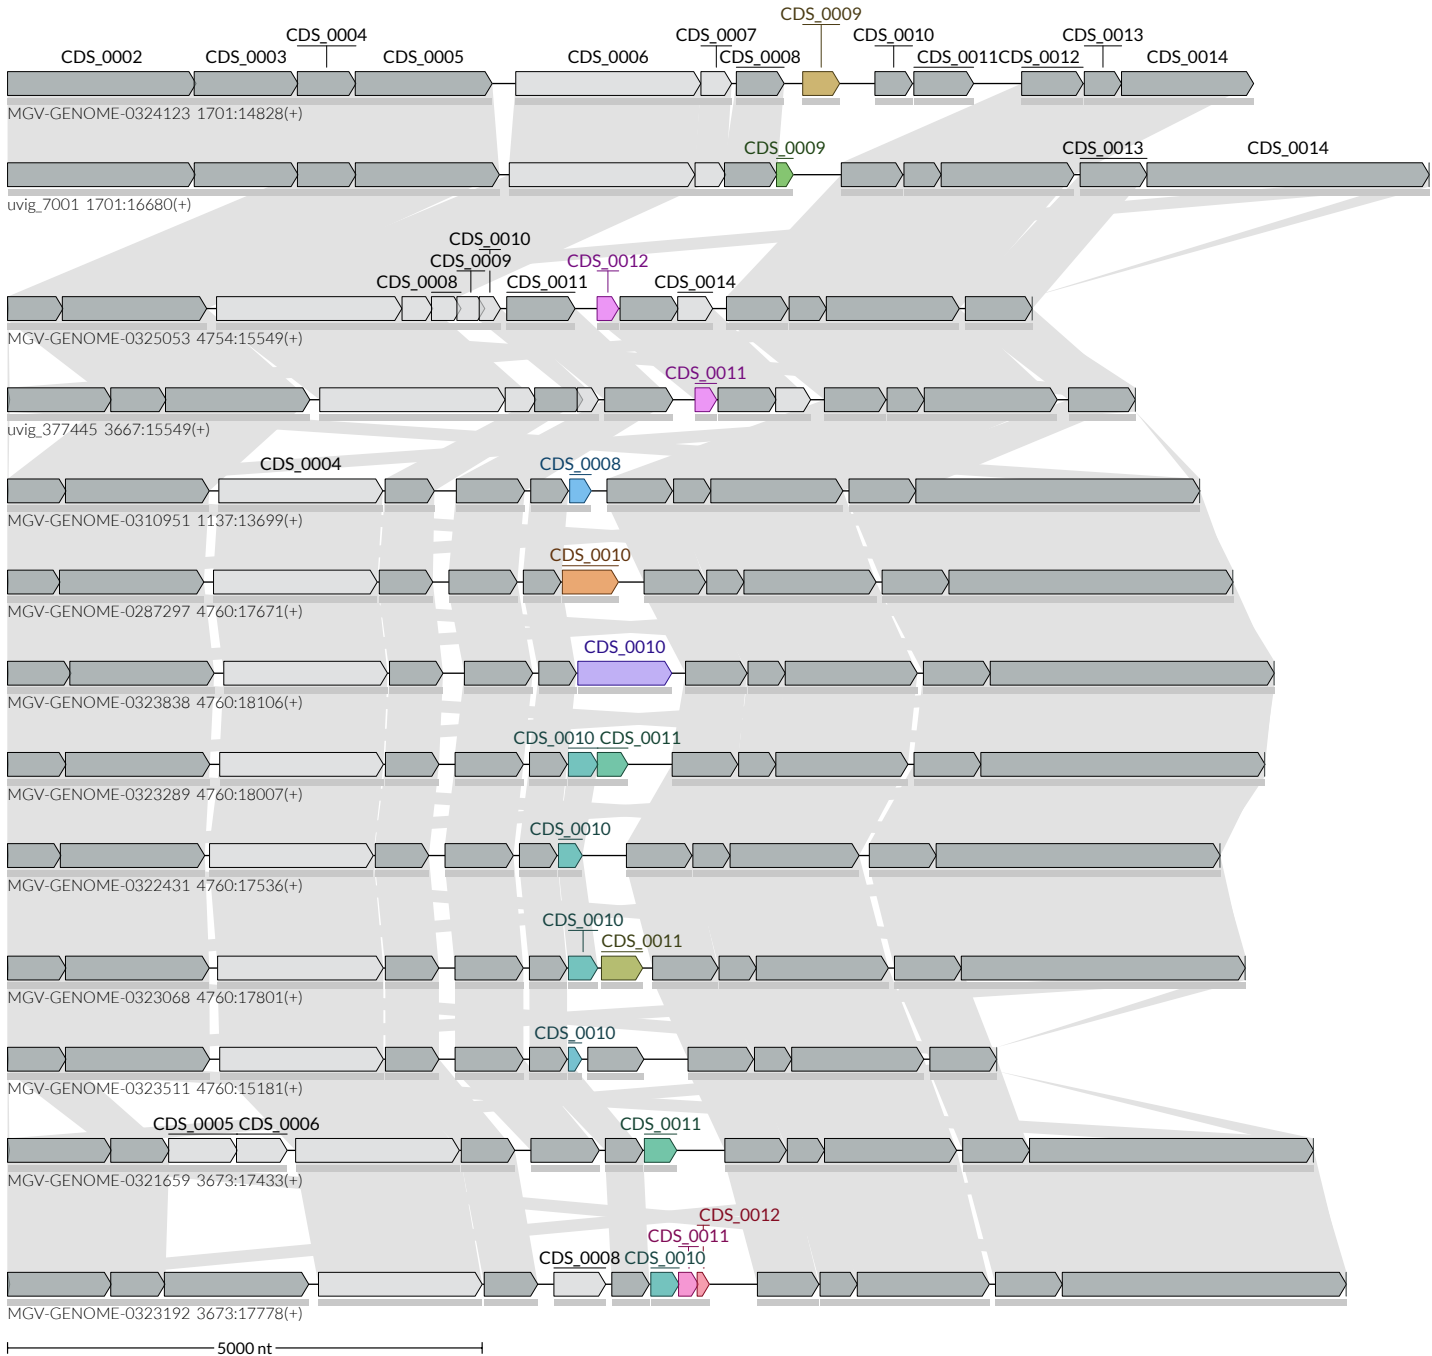 CDS_0009
CDS_0004 CDS_0007 CDS_0010 CDS_0013
CDS_0002 CDS_0003 CDS_0005 CDS_0006 CDS_0008 CDS_0011 CDS_0012 CDS_0014
MGV-GENOME-0324123 1701:14828(+)
CDS_0009 CDS_0013 CDS_0014
uvig_7001 1701:16680(+)
CDS_0010
CDS_0009 CDS_0012
CDS_0008 CDS_0011 CDS_0014
MGV-GENOME-0325053 4754:15549(+)
CDS_0011
uvig_377445 3667:15549(+)
CDS_0004 CDS_0008
MGV-GENOME-0310951 1137:13699(+)
CDS_0010
MGV-GENOME-0287297 4760:17671(+)
CDS_0010
MGV-GENOME-0323838 4760:18106(+)
CDS_0010 CDS_0011
MGV-GENOME-0323289 4760:18007(+)
CDS_0010
MGV-GENOME-0322431 4760:17536(+)
CDS_0010
CDS_0011
MGV-GENOME-0323068 4760:17801(+)
CDS_0010
MGV-GENOME-0323511 4760:15181(+)
CDS_0005 CDS_0006 CDS_0011
MGV-GENOME-0321659 3673:17433(+)
CDS_0012
CDS_0011
CDS_0008 CDS_0010
MGV-GENOME-0323192 3673:17778(+)
5000 nt